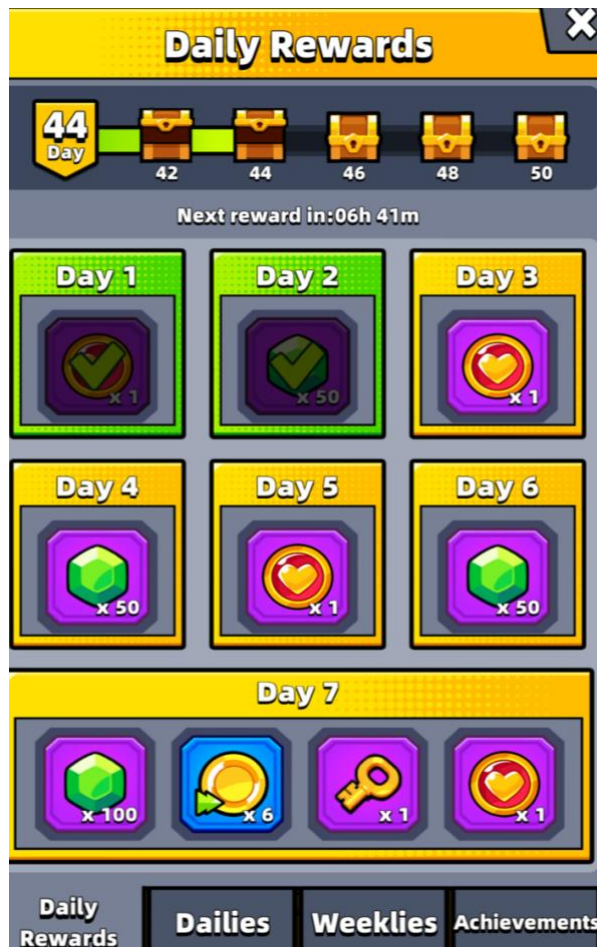 Daily Rewards
44
Day
42 44 46 48 50
Next reward in:06h 41m
Day 1 Day 2 Day 3
x 1 x 50 x 1
Day 4 Day 5 Day 6
x 50 x 1 x 50
Day 7
x 100 x 6 x 1 x 1
Daily
Rewards
Dailies Weeklies Achievements